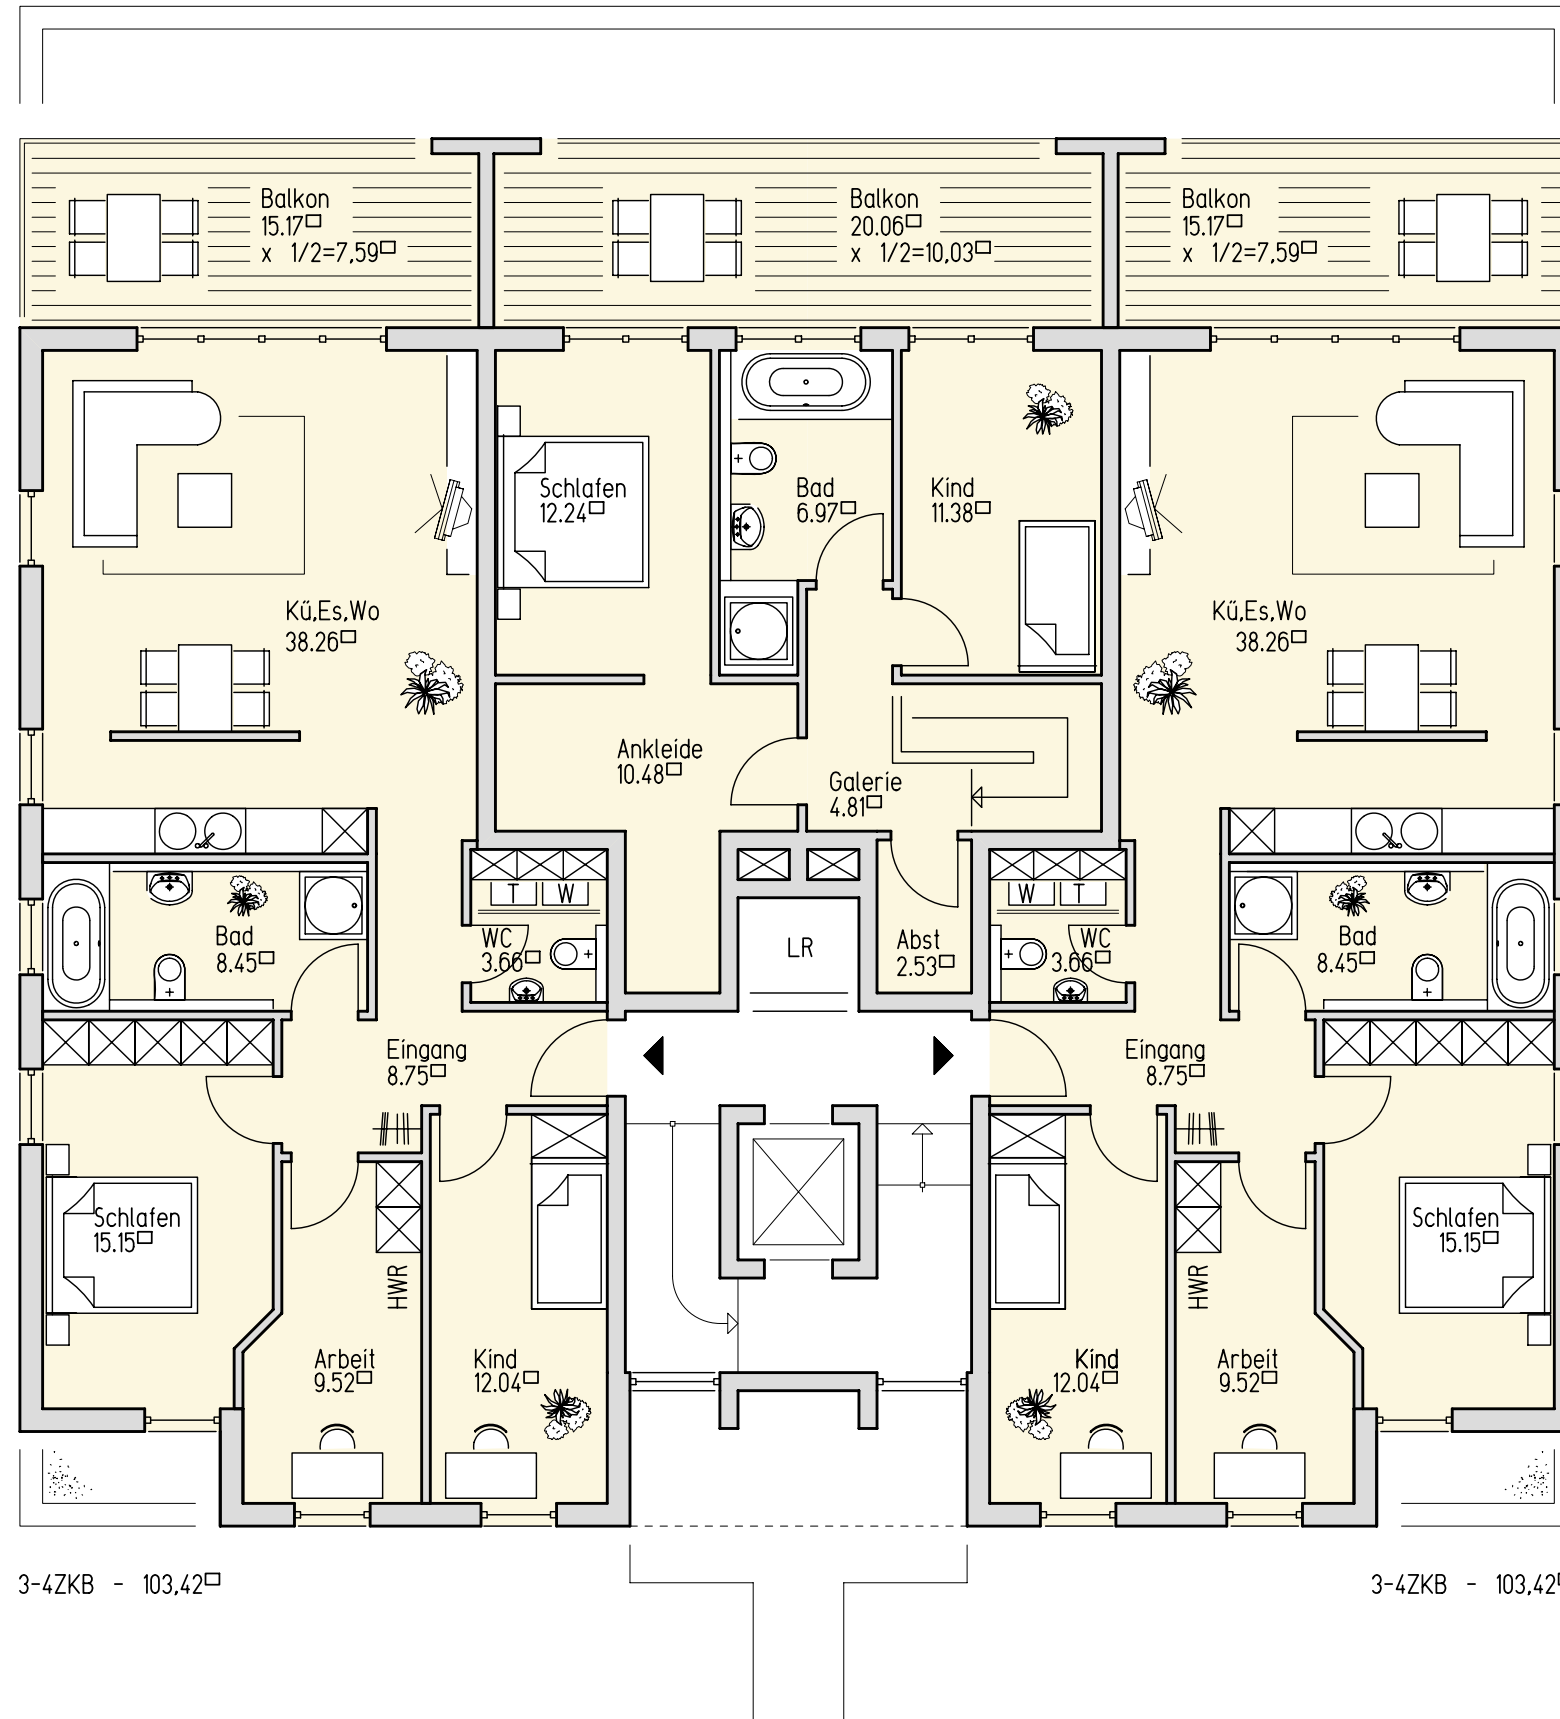 Balkon
15.17□
x 1/2=7,59□
Balkon
20.06□
x 1/2=10,03□
Balkon
15.17□
x 1/2=7,59□
Schlafen
12.24□
Bad
6.97□
Kind
11.38□
Kü,Es,Wo
38.26□
Kü,Es,Wo
38.26□
Ankleide
10.48□
Galerie
4.81□
T W
W T
WC
3.66□
Bad
8.45□
LR
Abst
2.53□
WC
3.66□
Bad
8.45□
Eingang
8.75□
Eingang
8.75□
Schlafen
15.15□
Schlafen
15.15□
HWR
HWR
Arbeit
9.52□
Kind
12.04□
Kind
12.04□
Arbeit
9.52□
3-4ZKB - 103,42□
3-4ZKB - 103,42□